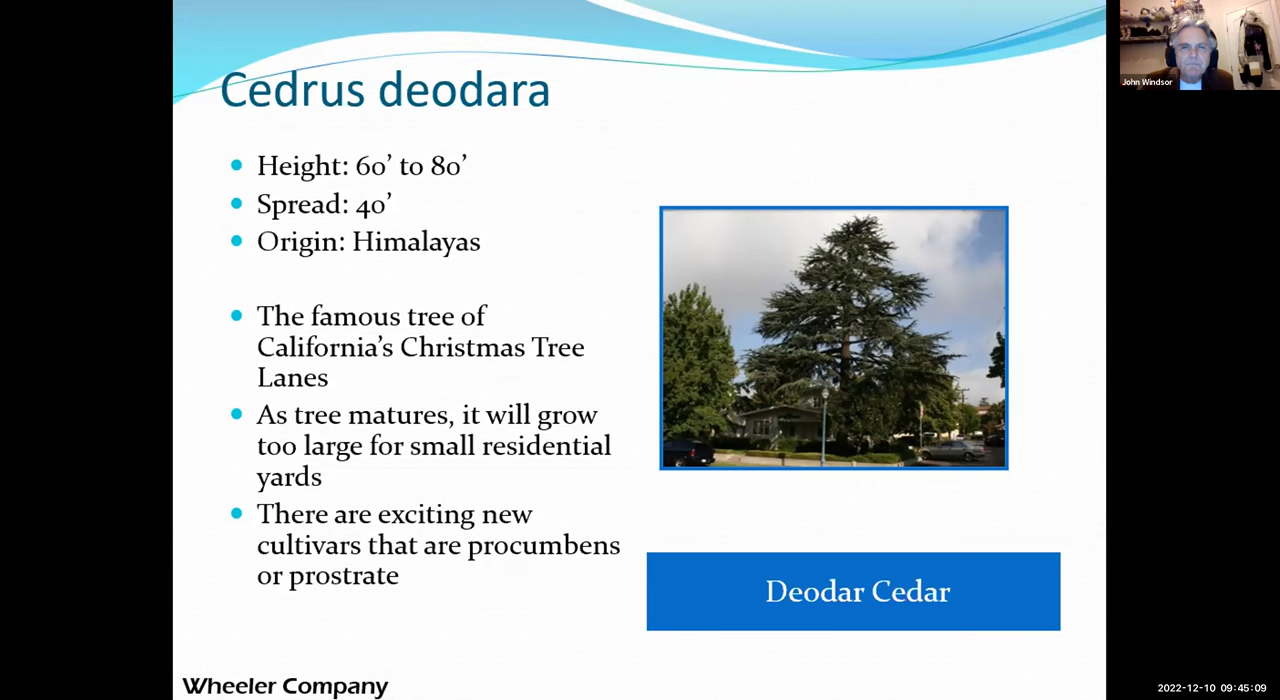 Cedrus deodara
Height: 60’ to 80’
Spread: 40’
Origin: Himalayas
The famous tree of
California’s Christmas Tree
Lanes
As tree matures, it will grow
too large for small residential
yards
There are exciting new
cultivars that are procumbens
or prostrate
Deodar Cedar
Wheeler Company
John Windsor
2022-12-10 09:45:09